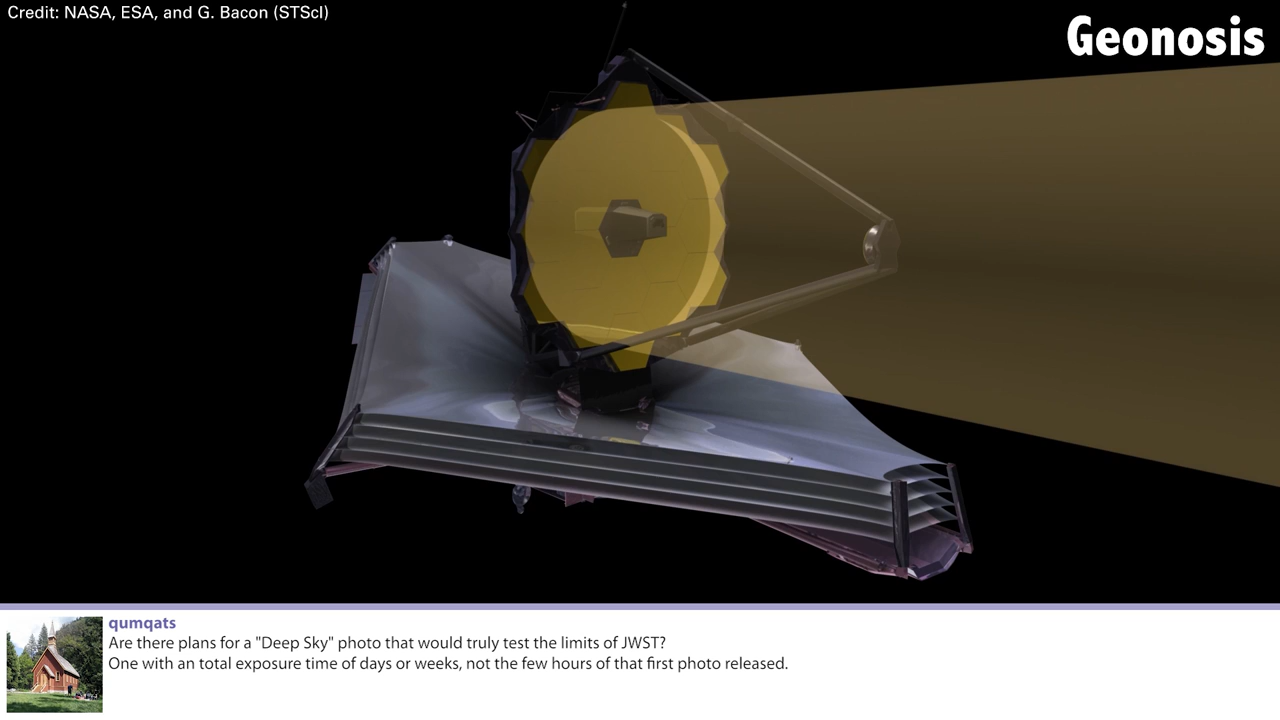 Credit: NASA, ESA, and G. Bacon (STScI)
Geonosis
qumqats
Are there plans for a "Deep Sky" photo that would truly test the limits of JWST?
One with an total exposure time of days or weeks, not the few hours of that first photo released.